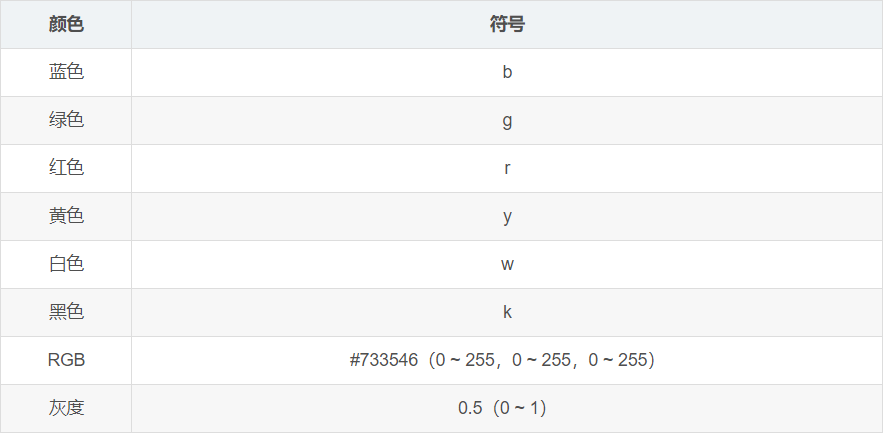 颜色 符号
蓝色 b
绿色 g
红色 r
黄色 y
白色 w
黑色 k
RGB #733546（0 ~ 255，0 ~ 255，0 ~ 255）
灰度 0.5（0 ~ 1）